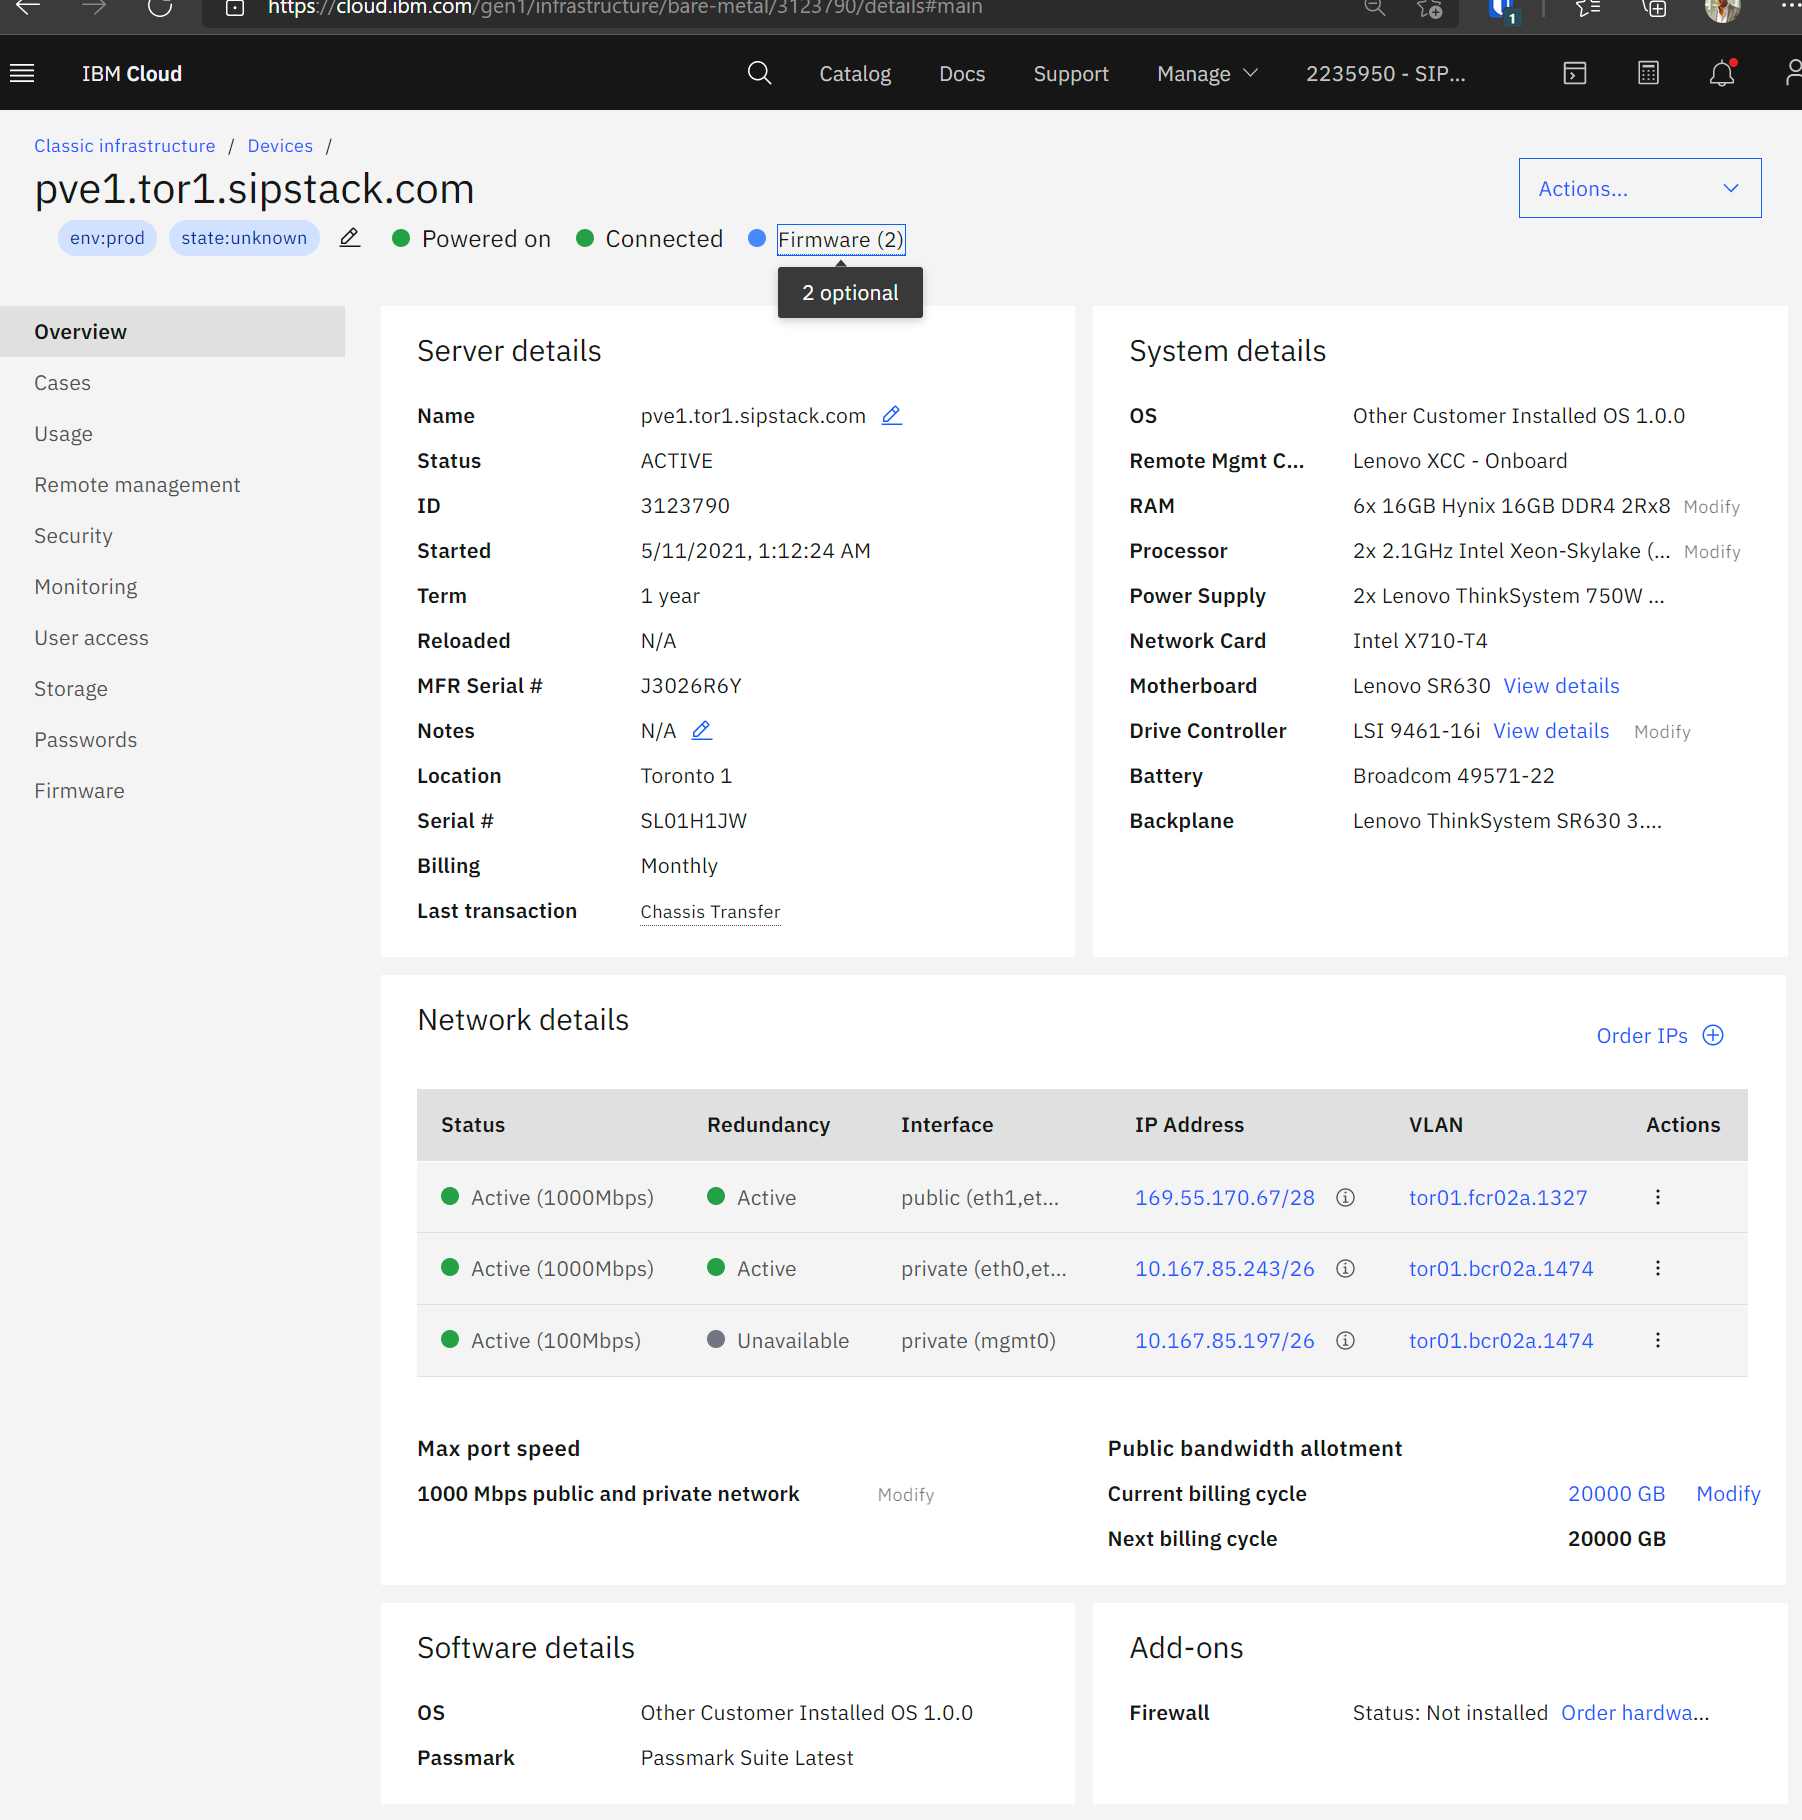 https://cloud.ibm.com/gen1/infrastructure/bare-metal/3123790/details#main
1
IBM Cloud
Catalog
Docs
Support
Manage
2235950 - SIP...
Classic infrastructure / Devices /
pve1.tor1.sipstack.com
Actions...
env:prod
state:unknown
Powered on
Connected
Firmware (2)
2 optional
Overview
Cases
Usage
Remote management
Security
Monitoring
User access
Storage
Passwords
Firmware
Server details
Name pve1.tor1.sipstack.com
Status ACTIVE
ID 3123790
Started 5/11/2021, 1:12:24 AM
Term 1 year
Reloaded N/A
MFR Serial # J3026R6Y
Notes N/A
Location Toronto 1
Serial # SL01H1JW
Billing Monthly
Last transaction Chassis Transfer
System details
OS Other Customer Installed OS 1.0.0
Remote Mgmt C... Lenovo XCC - Onboard
RAM 6x 16GB Hynix 16GB DDR4 2Rx8 Modify
Processor 2x 2.1GHz Intel Xeon-Skylake (... Modify
Power Supply 2x Lenovo ThinkSystem 750W ...
Network Card Intel X710-T4
Motherboard Lenovo SR630 View details
Drive Controller LSI 9461-16i View details Modify
Battery Broadcom 49571-22
Backplane Lenovo ThinkSystem SR630 3....
Network details
Order IPs
Status Redundancy Interface IP Address VLAN Actions
Active (1000Mbps) Active public (eth1,et... 169.55.170.67/28 tor01.fcr02a.1327
Active (1000Mbps) Active private (eth0,et... 10.167.85.243/26 tor01.bcr02a.1474
Active (100Mbps) Unavailable private (mgmt0) 10.167.85.197/26 tor01.bcr02a.1474
Max port speed
1000 Mbps public and private network Modify
Public bandwidth allotment
Current billing cycle 20000 GB Modify
Next billing cycle 20000 GB
Software details
OS Other Customer Installed OS 1.0.0
Passmark Passmark Suite Latest
Add-ons
Firewall Status: Not installed Order hardwa...